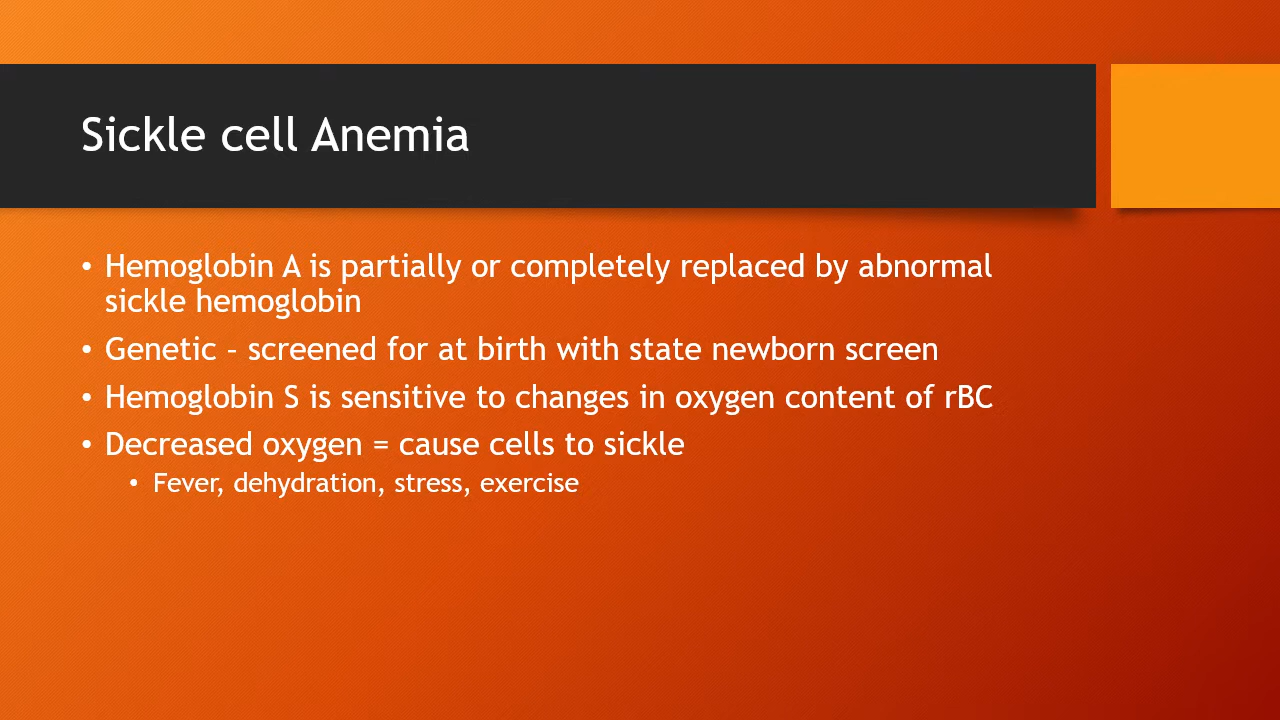 Sickle cell Anemia
• Hemoglobin A is partially or completely replaced by abnormal
sickle hemoglobin
• Genetic – screened for at birth with state newborn screen
• Hemoglobin S is sensitive to changes in oxygen content of rBC
• Decreased oxygen = cause cells to sickle
• Fever, dehydration, stress, exercise